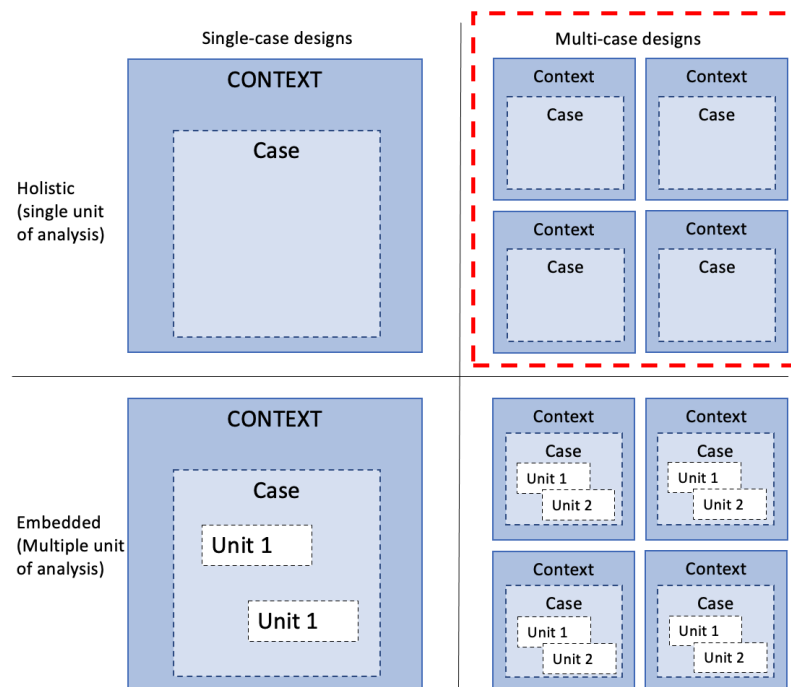 Single-case designs
Multi-case designs
CONTEXT
Case
Context
Case
Context
Case
Holistic
(single unit
of analysis)
Context
Case
Context
Case
CONTEXT
Case
Unit 1
Unit 1
Context
Case
Unit 1
Unit 2
Context
Case
Unit 1
Unit 2
Embedded
(Multiple unit
of analysis)
Context
Case
Unit 1
Unit 2
Context
Case
Unit 1
Unit 2